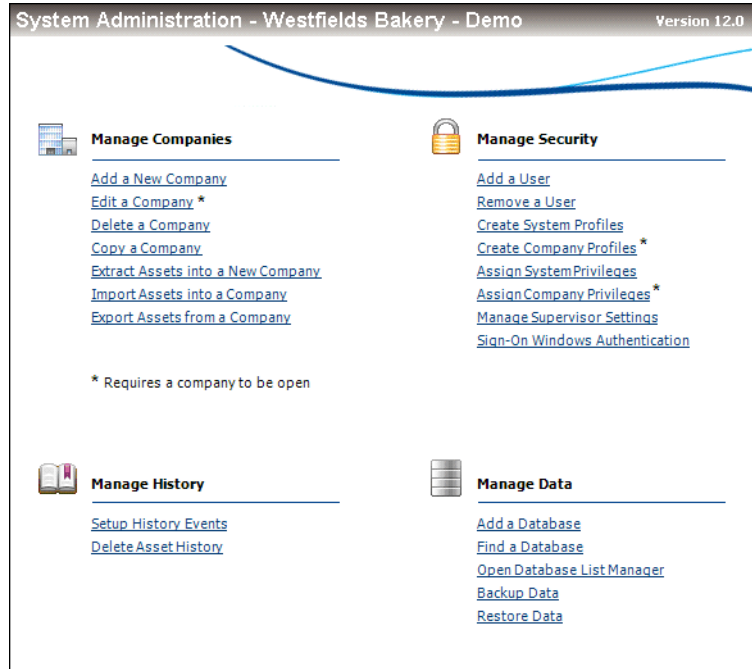 System Administration - Westfields Bakery - Demo Version 12.0
Manage Companies
Add a New Company
Edit a Company *
Delete a Company
Copy a Company
Extract Assets into a New Company
Import Assets into a Company
Export Assets from a Company
* Requires a company to be open
Manage Security
Add a User
Remove a User
Create System Profiles
Create Company Profiles *
Assign System Privileges
Assign Company Privileges *
Manage Supervisor Settings
Sign-On Windows Authentication
Manage History
Setup History Events
Delete Asset History
Manage Data
Add a Database
Find a Database
Open Database List Manager
Backup Data
Restore Data